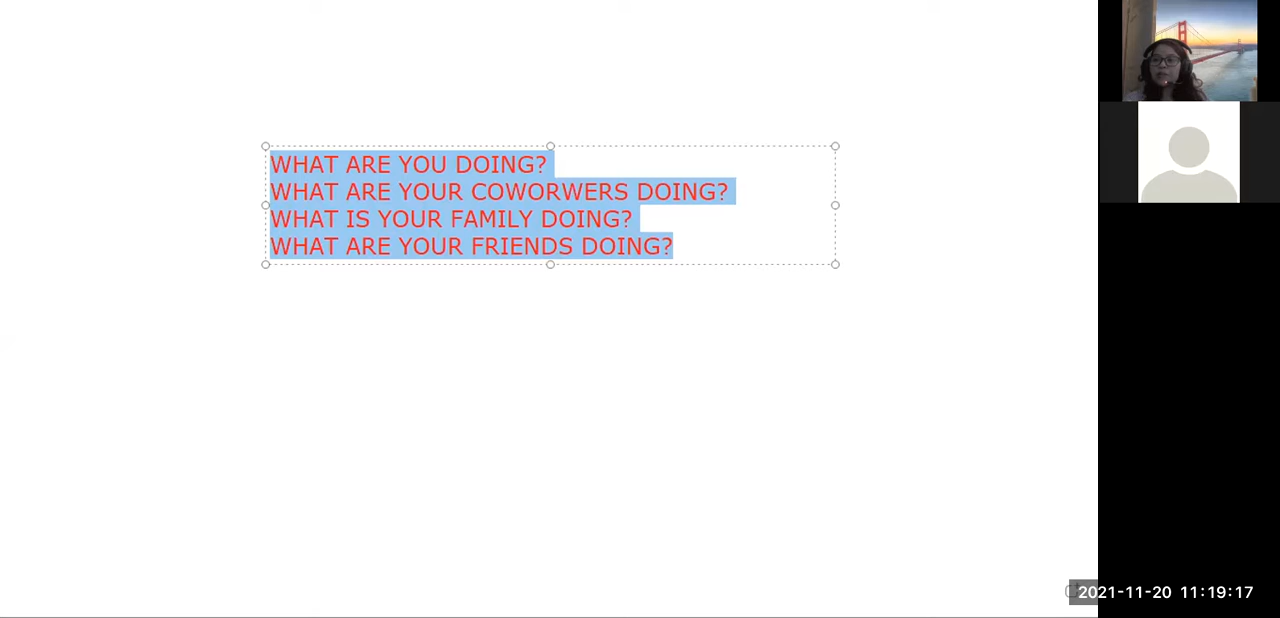 WHAT ARE YOU DOING?
WHAT ARE YOUR COWORWERS DOING?
WHAT IS YOUR FAMILY DOING?
WHAT ARE YOUR FRIENDS DOING?
2021-11-20 11:19:17